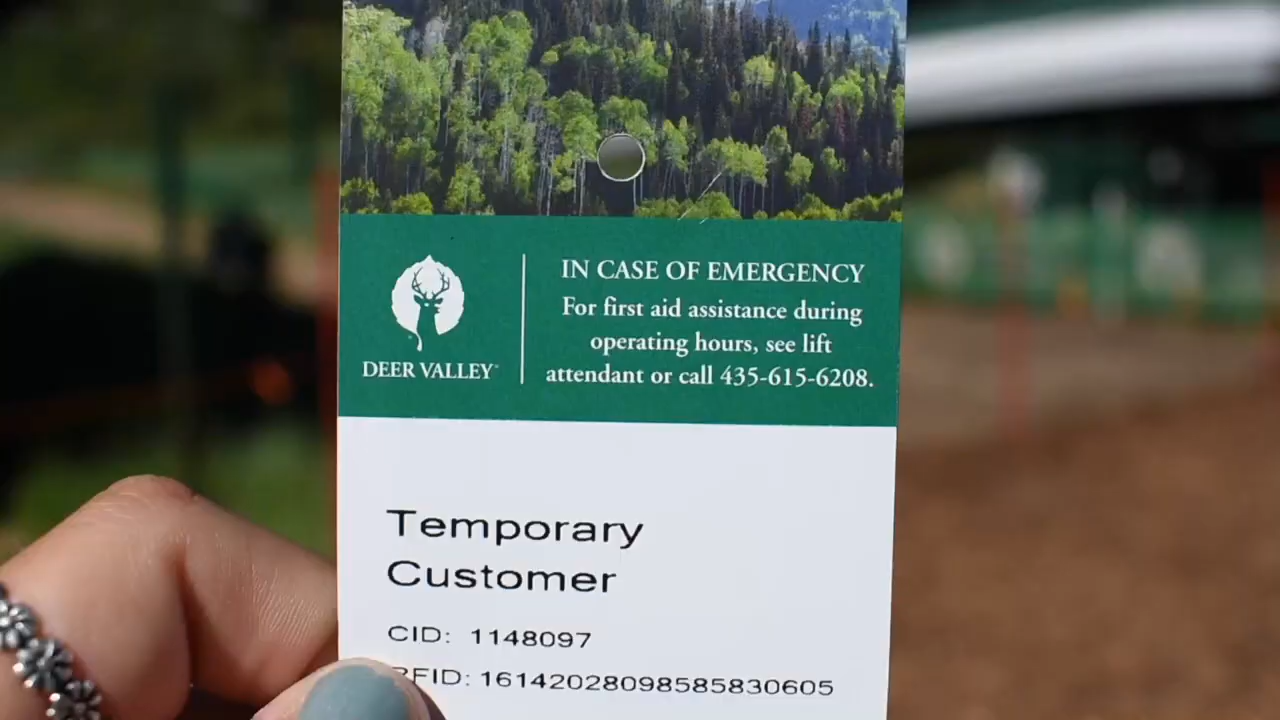 IN CASE OF EMERGENCY
For first aid assistance during
operating hours, see lift
attendant or call 435-615-6208.
DEER VALLEY
Temporary
Customer
CID: 1148097
RFID: 16142028098585830605